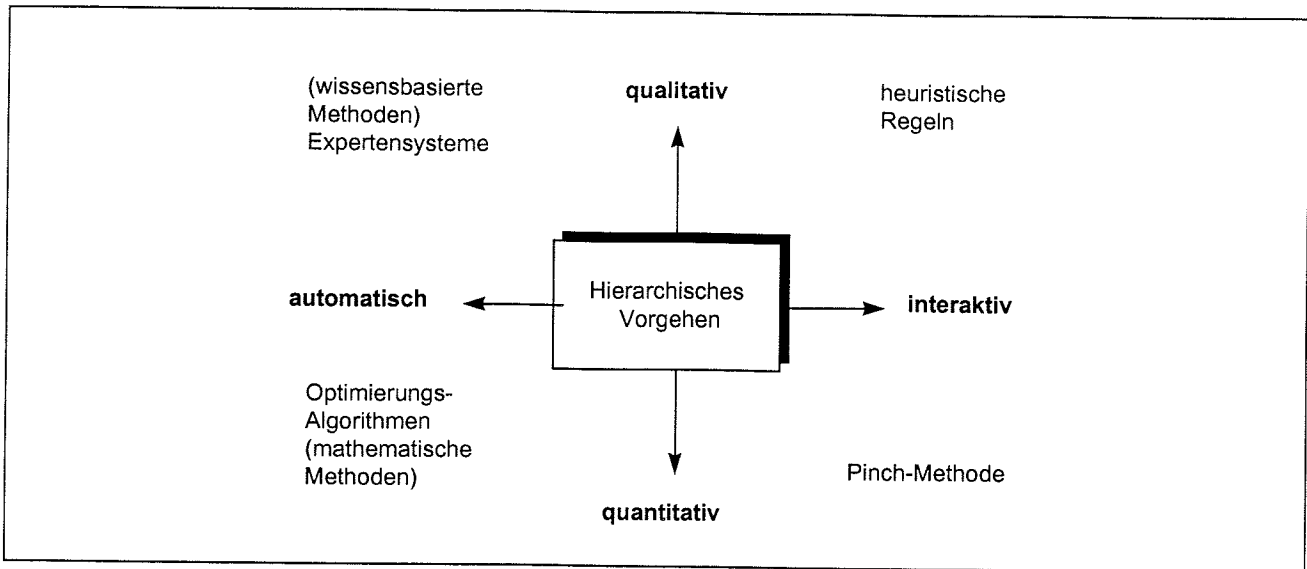 (wissensbasierte
Methoden)
Expertensysteme
qualitativ
heuristische
Regeln
automatisch
Hierarchisches
Vorgehen
interaktiv
Optimierungs-
Algorithmen
(mathematische
Methoden)
Pinch-Methode
quantitativ